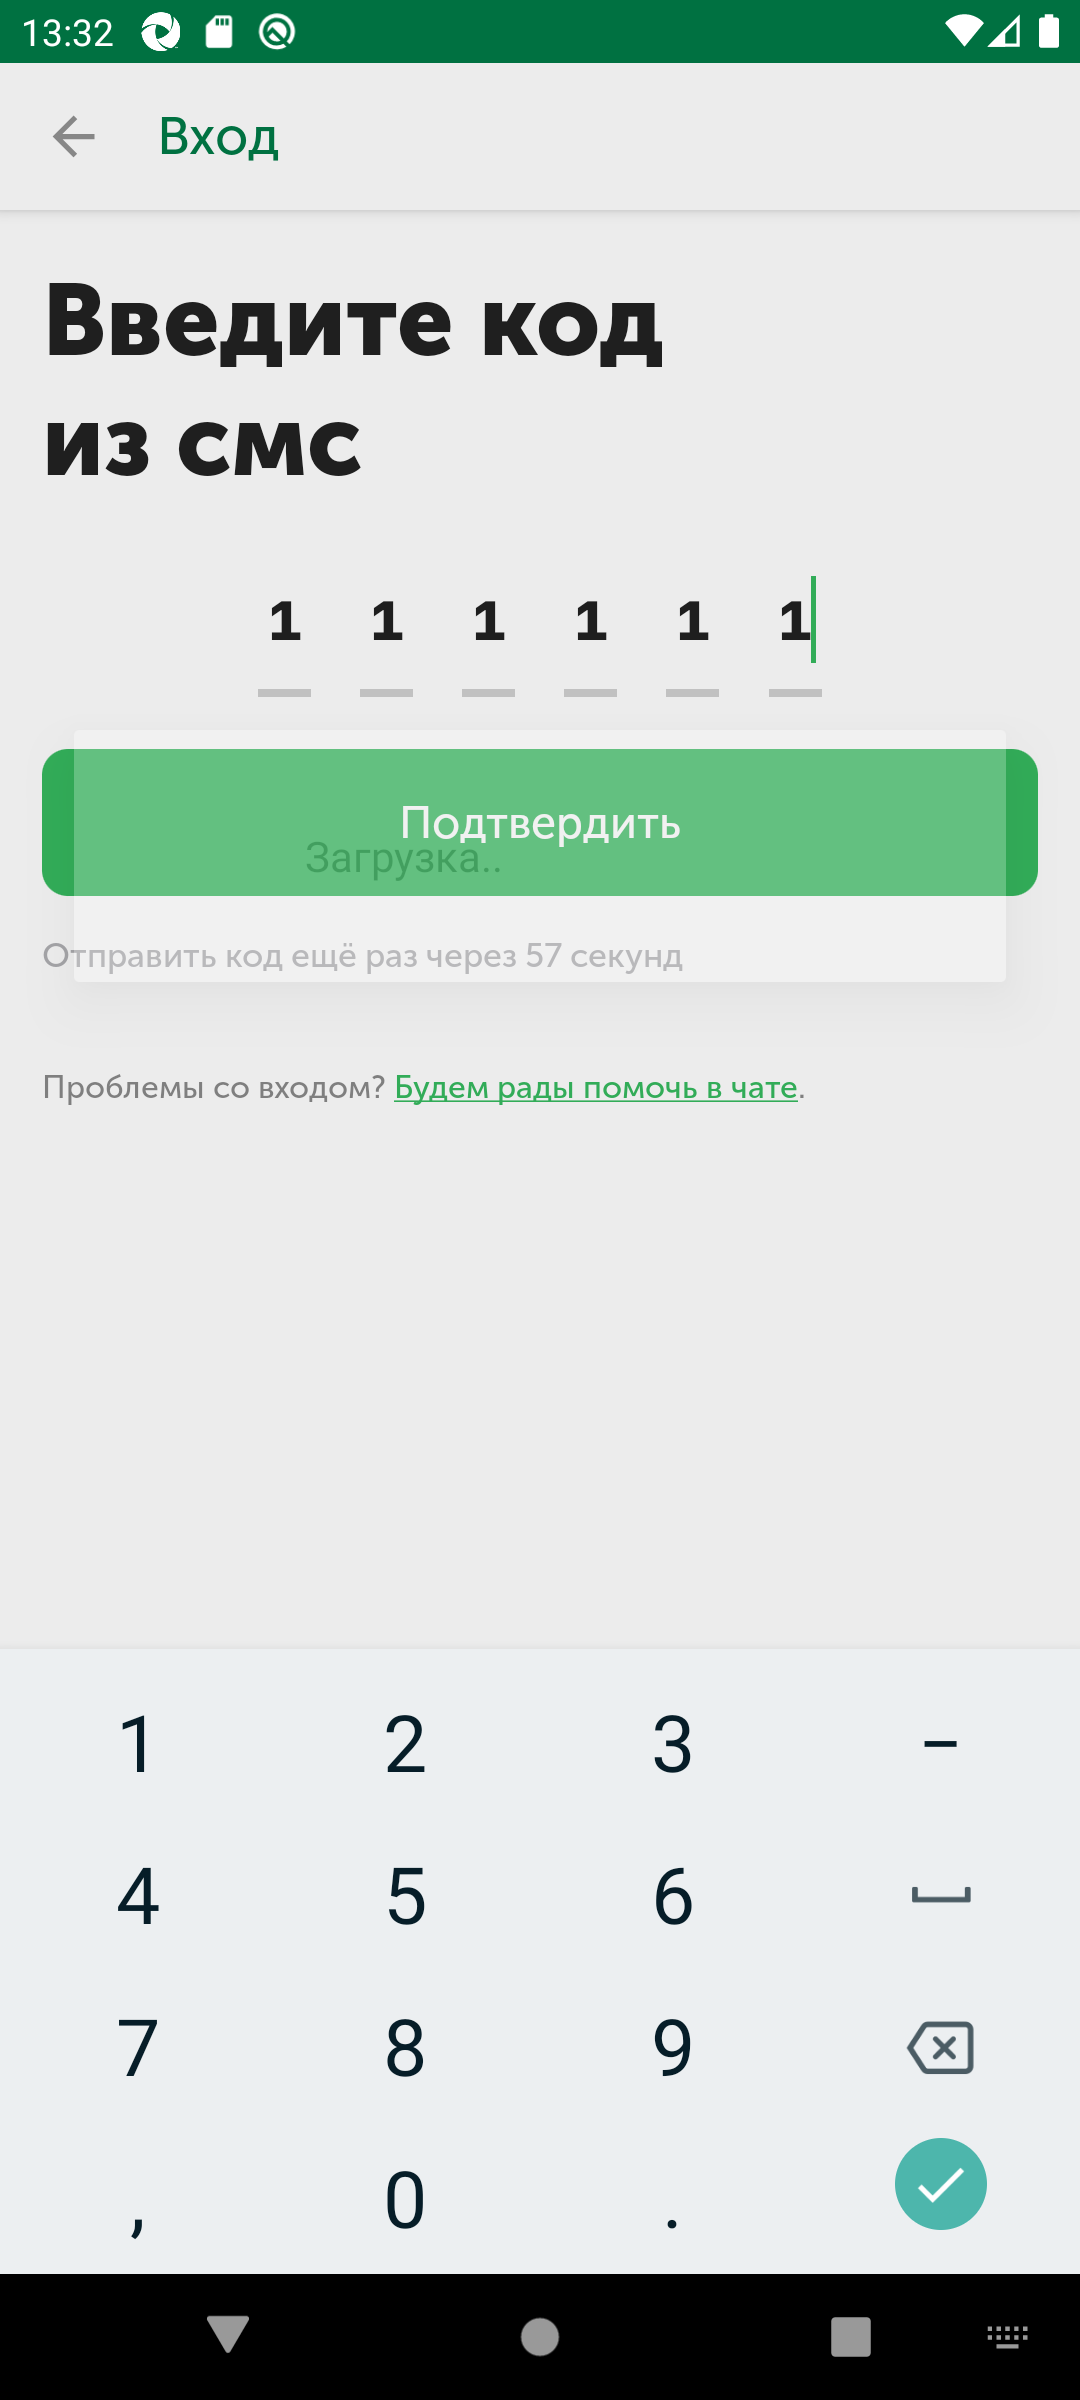 13:32
Вход
Введите код
из смс
1 1 1 1 1 1
Подтвердить
Загрузка..
Отправить код ещё раз через 57 секунд
Проблемы со входом? Будем рады помочь в чате.
1 2 3 –
4 5 6
7 8 9
, 0 .